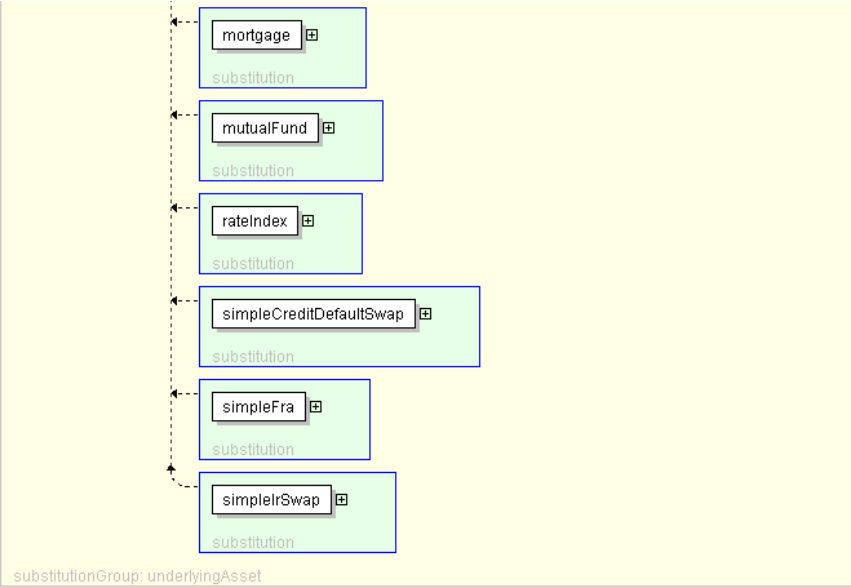 mortgage
substitution
mutualFund
substitution
rateIndex
substitution
simpleCreditDefaultSwap
substitution
simpleFra
substitution
simpleIrSwap
substitution
substitutionGroup: underlyingAsset